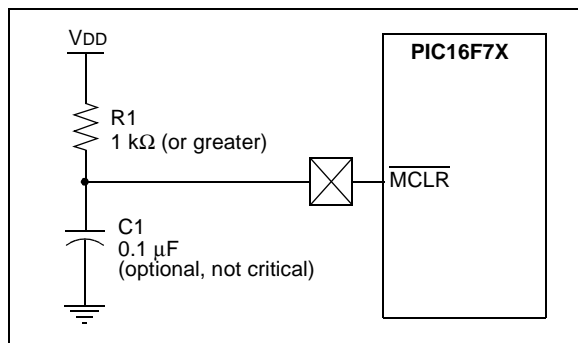 VDD
PIC16F7X
R1
1 kΩ (or greater)
MCLR
C1
0.1 μF
(optional, not critical)